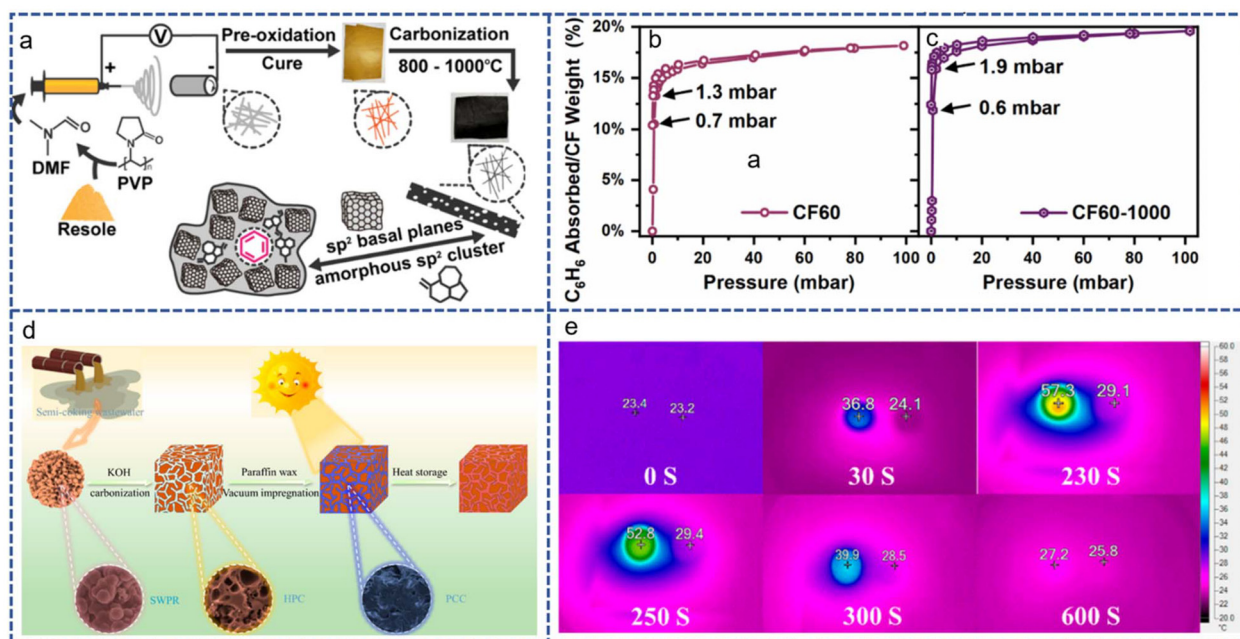 a
V
+
-
Pre-oxidation
Cure
Carbonization
800 - 1000°C
O
N
O
N
n
DMF
PVP
Resole
sp² basal planes
amorphous sp² cluster
b
C₆H₆ Absorbed/CF Weight (%)
20%
15%
10%
5%
0%
1.3 mbar
0.7 mbar
a
CF60
0 20 40 60 80 100
Pressure (mbar)
c
1.9 mbar
0.6 mbar
CF60-1000
0 20 40 60 80 100
Pressure (mbar)
d
Semi-coking wastewater
KOH
carbonization
Paraffin wax
Vacuum impregnation
Heat storage
SWPR
HPC
PCC
e
23.4
23.2
0 S
36.8
24.1
30 S
57.3
29.1
230 S
52.8
29.4
250 S
39.9
28.5
300 S
27.2
25.8
600 S
60.0
58
56
54
52
50
48
46
44
42
40
38
36
34
32
30
28
26
24
22
20.0
°C